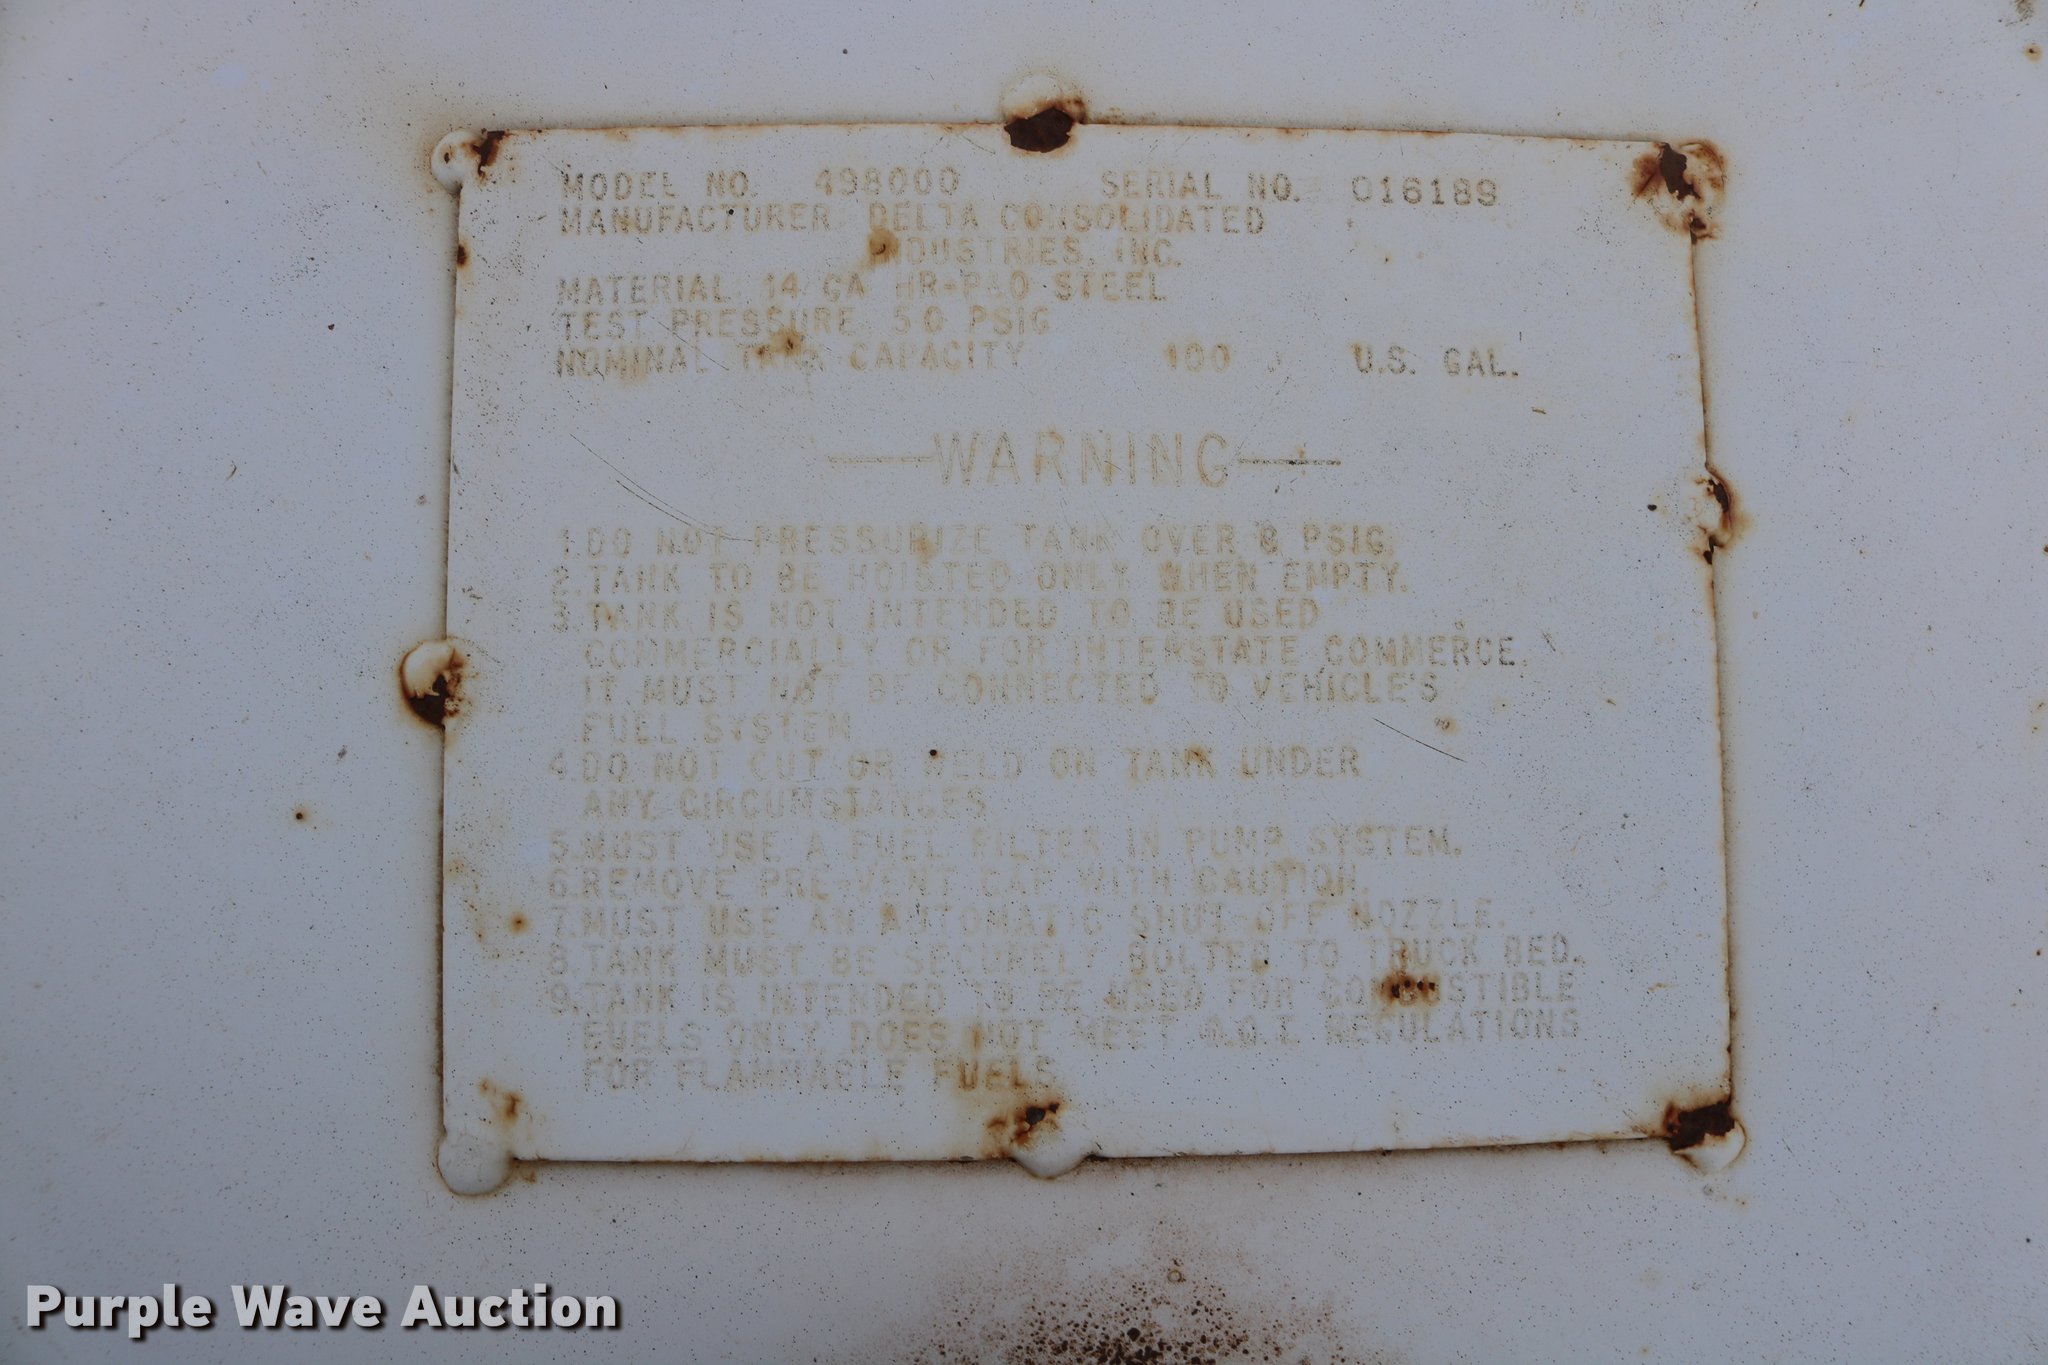 MODEL NO. 498000 SERIAL NO. 016189
MANUFACTURER: DELTA CONSOLIDATED
INDUSTRIES, INC.
MATERIAL: 14 GA HR-P&O STEEL
TEST PRESSURE: 5.0 PSIG
NOMINAL TANK CAPACITY 100 U.S. GAL.
WARNING
1.DO NOT PRESSURIZE TANK OVER 8 PSIG.
2.TANK TO BE HOISTED ONLY WHEN EMPTY.
3.TANK IS NOT INTENDED TO BE USED
COMMERCIALLY OR FOR INTERSTATE COMMERCE.
IT MUST NOT BE CONNECTED TO VEHICLE'S
FUEL SYSTEM
4.DO NOT CUT OR WELD ON TANK UNDER
ANY CIRCUMSTANCES
5.MUST USE A FUEL FILTER IN PUMP SYSTEM.
6.REMOVE PRE-VENT CAP WITH CAUTION.
7.MUST USE AN AUTOMATIC SHUT-OFF NOZZLE.
8.TANK MUST BE SECURELY BOLTED TO TRUCK BED.
9.TANK IS INTENDED TO BE USED FOR COMBUSTIBLE
FUELS ONLY. DOES NOT MEET REGULATIONS
FOR FLAMMABLE FUELS
Purple Wave Auction